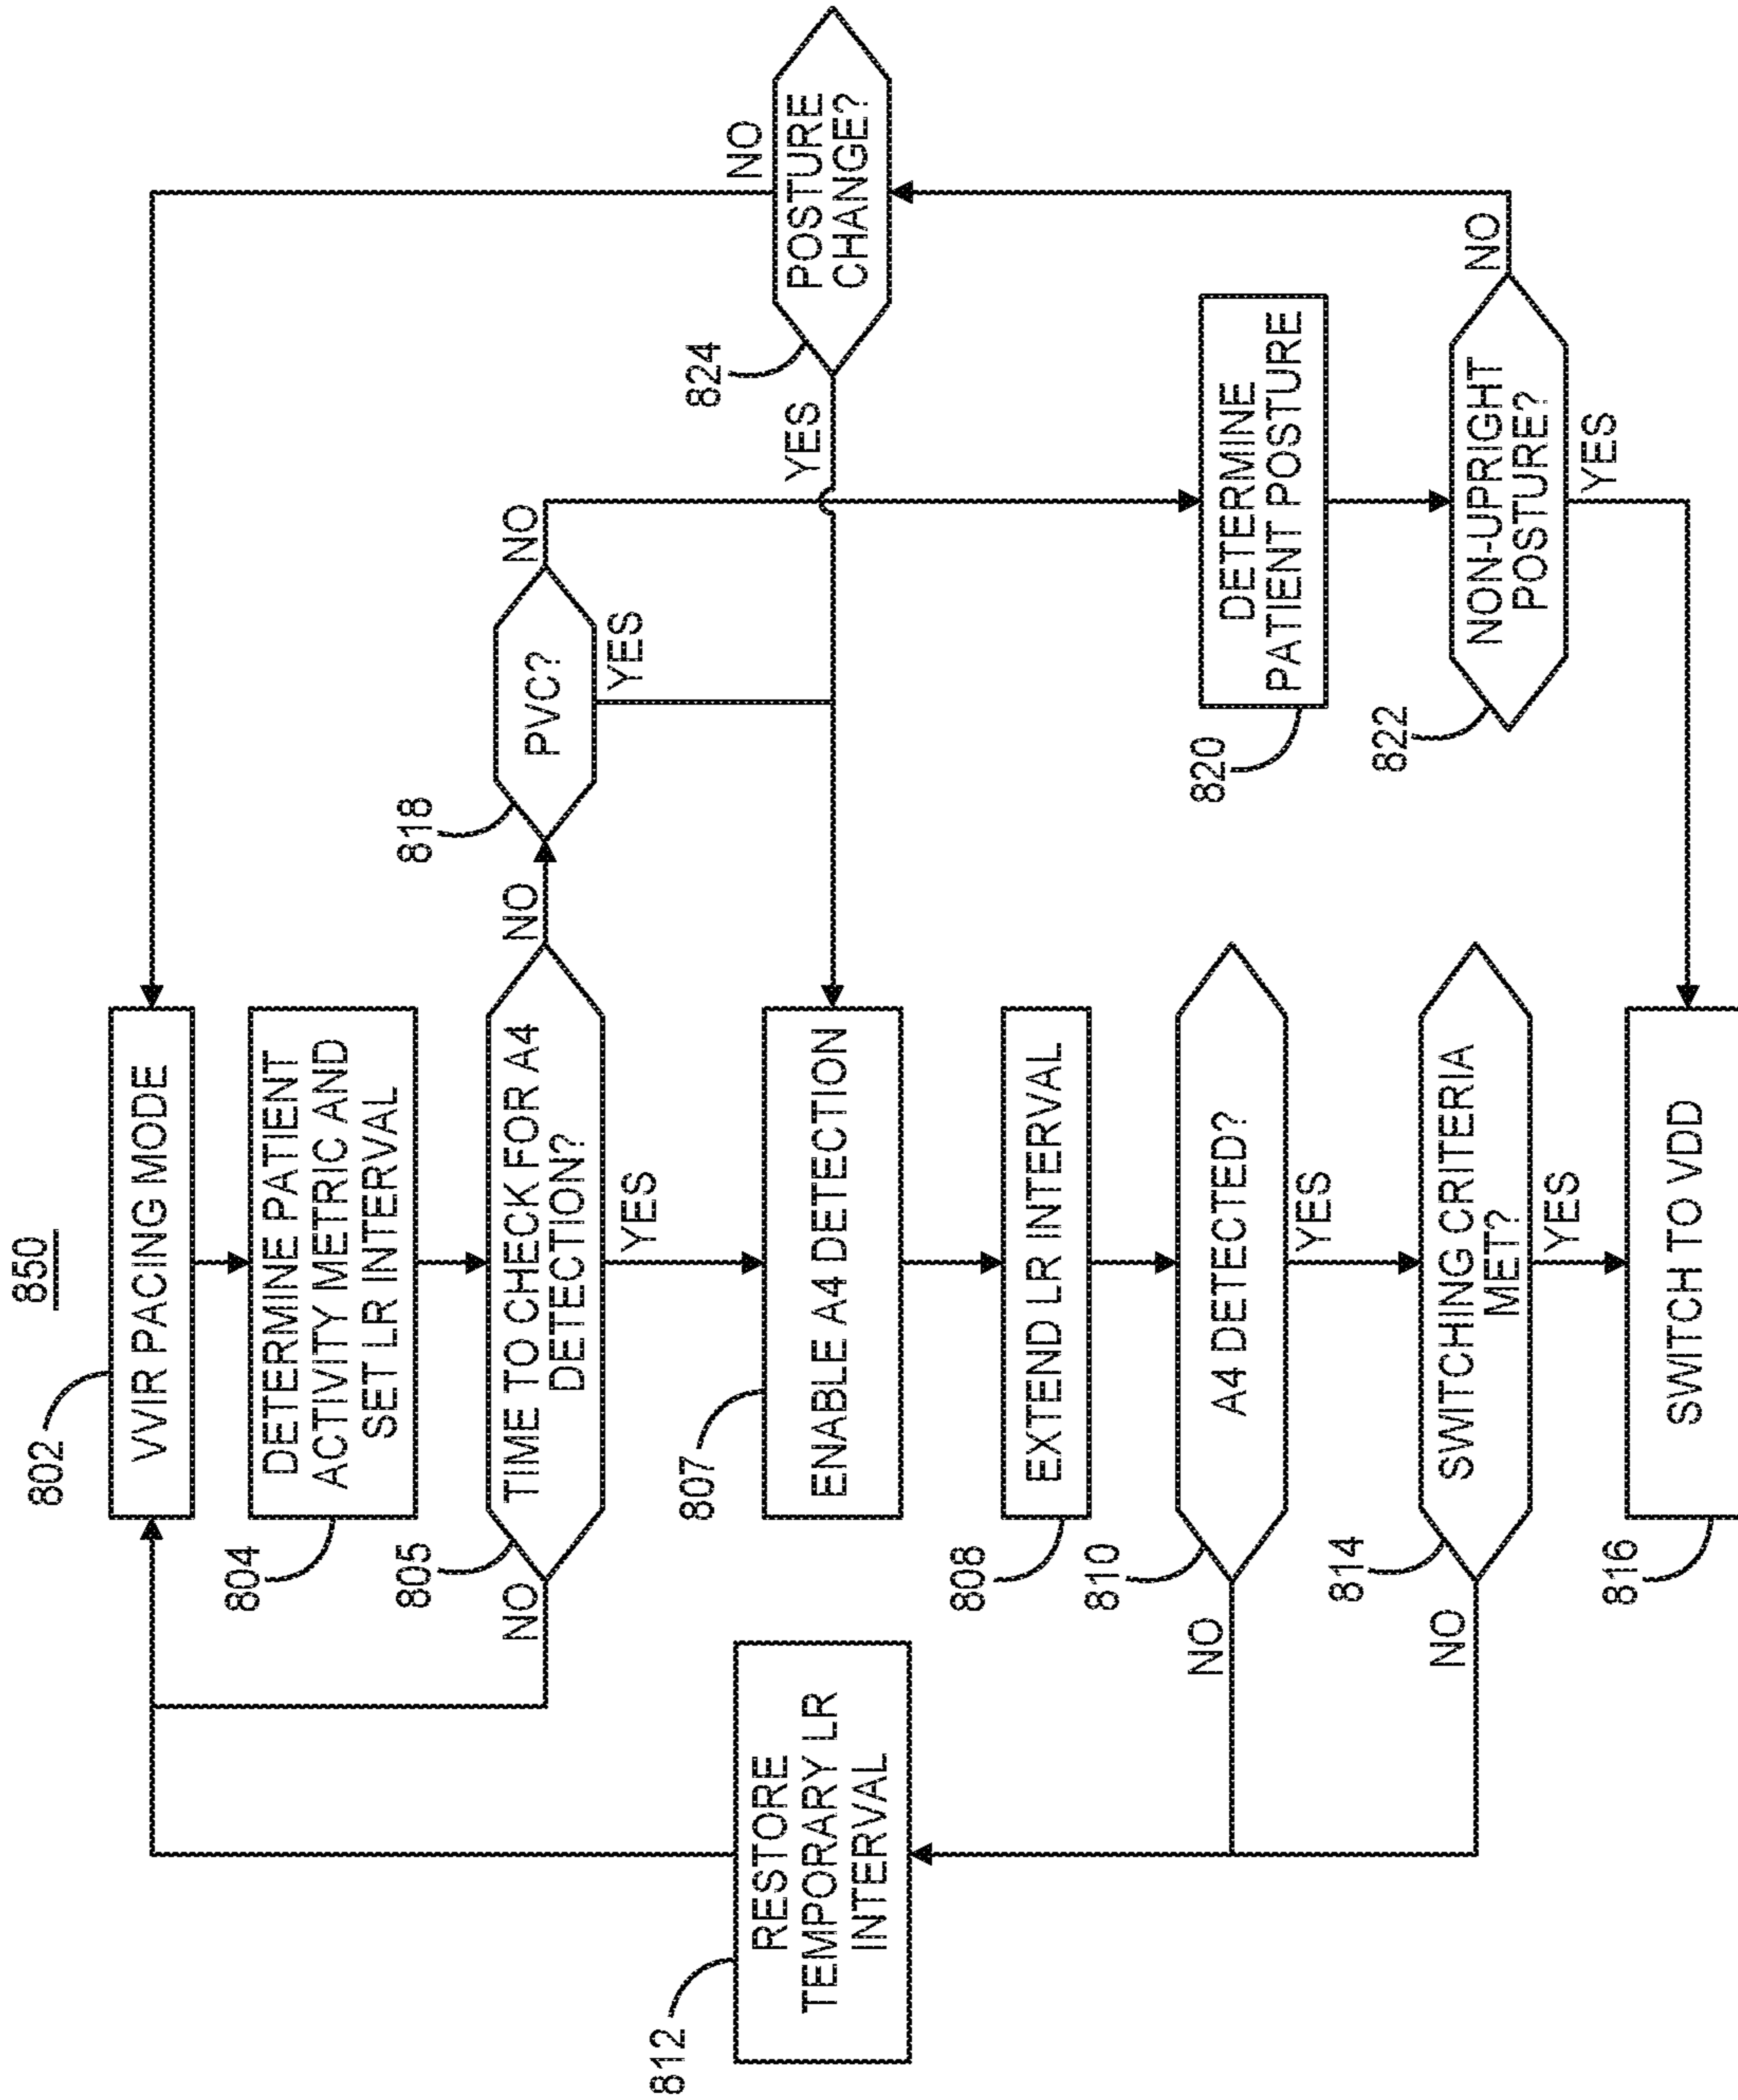 850
802
VVIR PACING MODE
804
DETERMINE PATIENT
ACTIVITY METRIC AND
SET LR INTERVAL
805
TIME TO CHECK FOR A4
DETECTION?
NO
NO
YES
818
PVC?
NO
YES
824
POSTURE
CHANGE?
NO
YES
807
ENABLE A4 DETECTION
812
RESTORE
TEMPORARY LR
INTERVAL
808
EXTEND LR INTERVAL
820
DETERMINE
PATIENT POSTURE
810
A4 DETECTED?
NO
YES
822
NON-UPRIGHT
POSTURE?
NO
YES
814
SWITCHING CRITERIA
MET?
NO
YES
816
SWITCH TO VDD